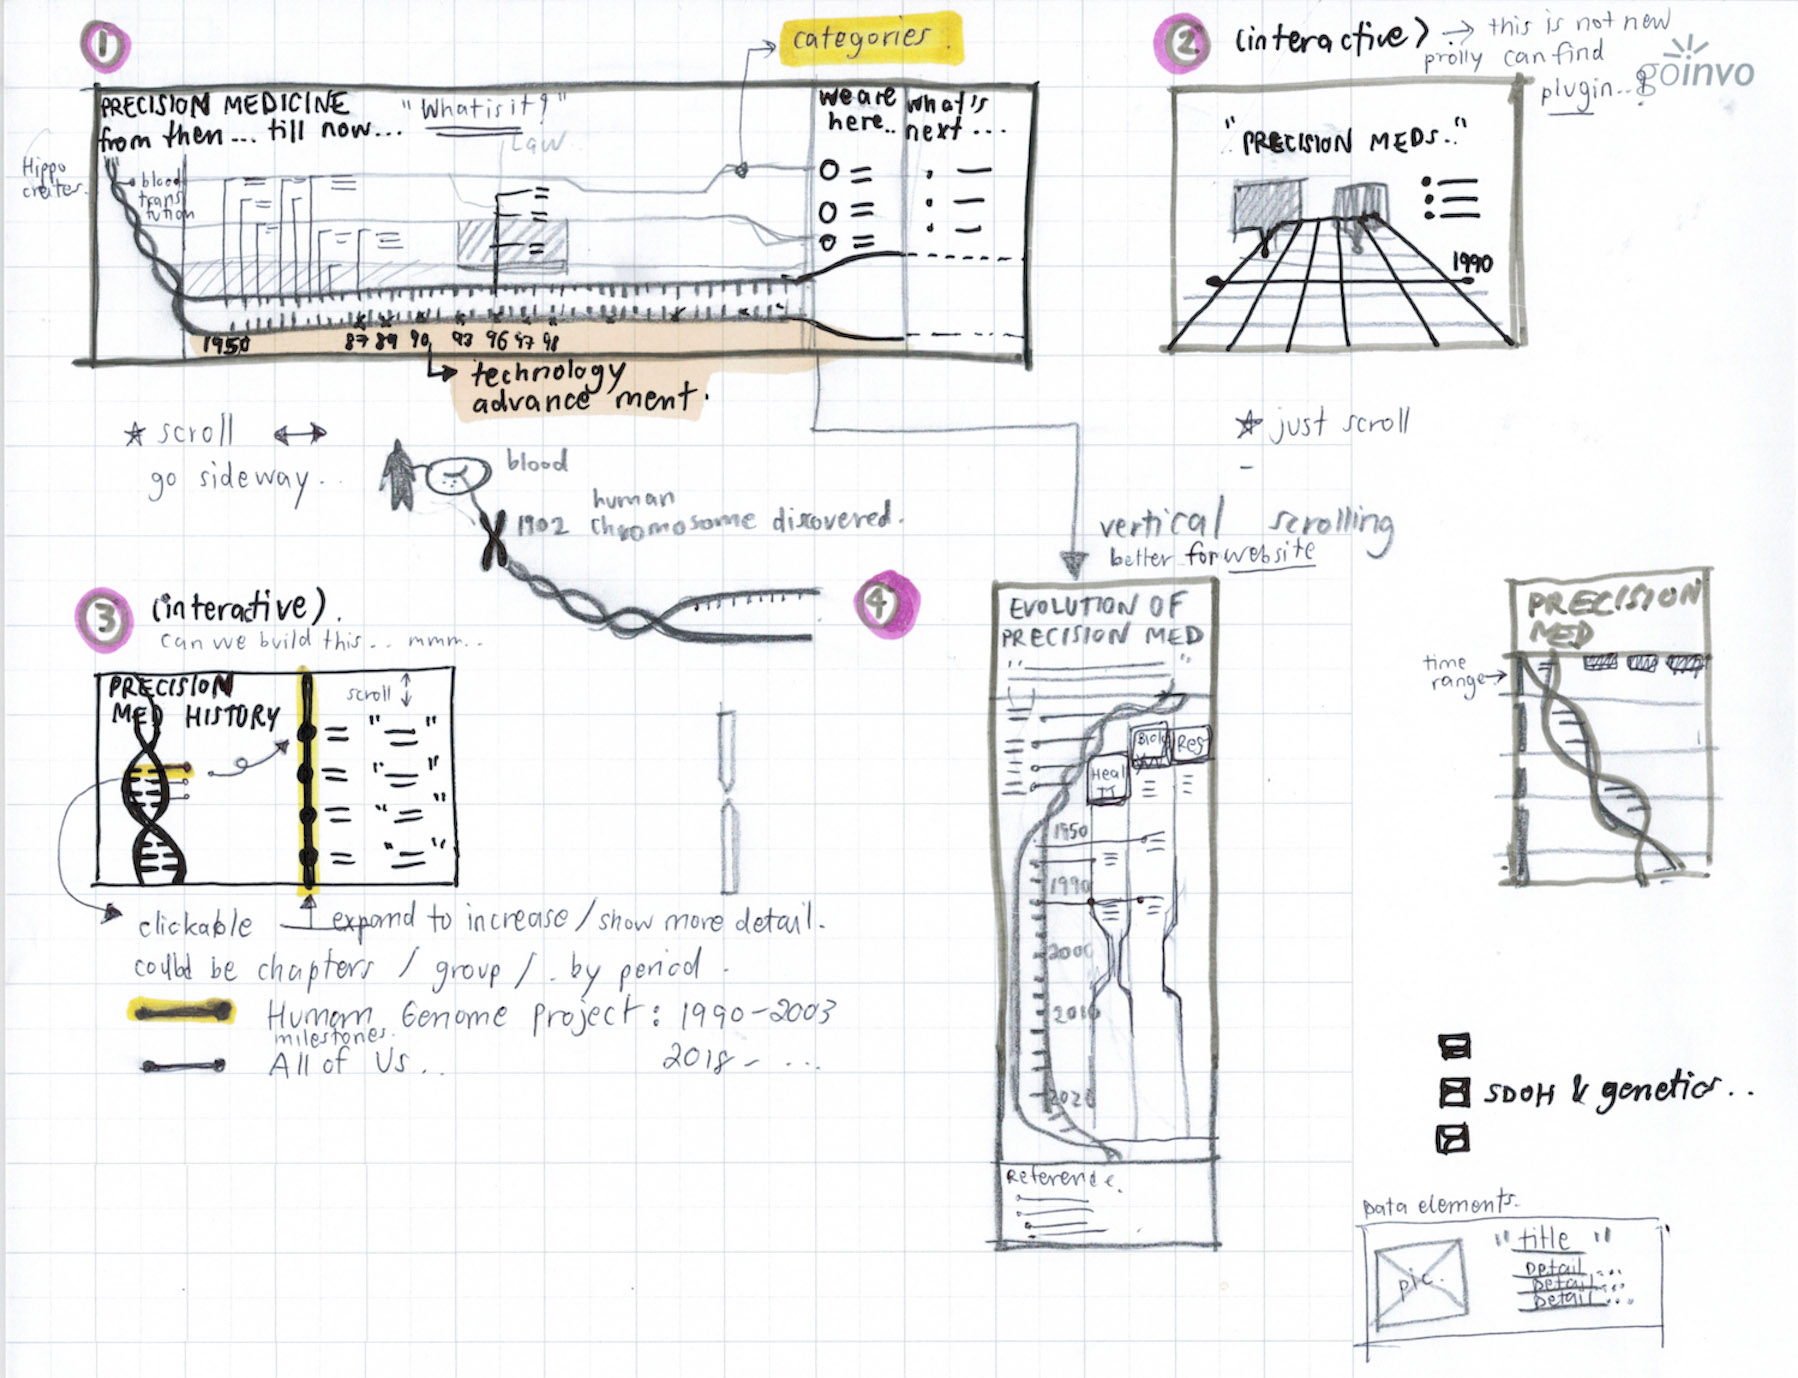 1
categories
PRECISION MEDICINE
from then... till now...
"What is it?"
Law
we are
here..
what's
next...
Hippo
crates.
blood
trans
1950
87 89 90 93 96 97 98
technology
advance ment.
scroll
go sideway...
2
(interactive) → this is not new
prolly can find
plugin..
goinvo
"PRECISION MEDS.."
1990
just scroll
blood
1902 human
chromosome discovered.
vertical scrolling
better for website
3
(interactive).
can we build this... mmm..
PRECISION
MED HISTORY
scroll
clickable
expand to increase / show more detail.
could be chapters / group / . by period.
Human Genome project: 1990-2003
milestones.
All of Us .. 2018 - ...
4
EVOLUTION OF
PRECISION MED
Heal
Reg
1950
1990
2000
2010
2020
Reference.
PRECISION
MED
time
range
SDOH & genetics..
Data elements.
pic.
"title"
Detail...
Detail...
Detail...